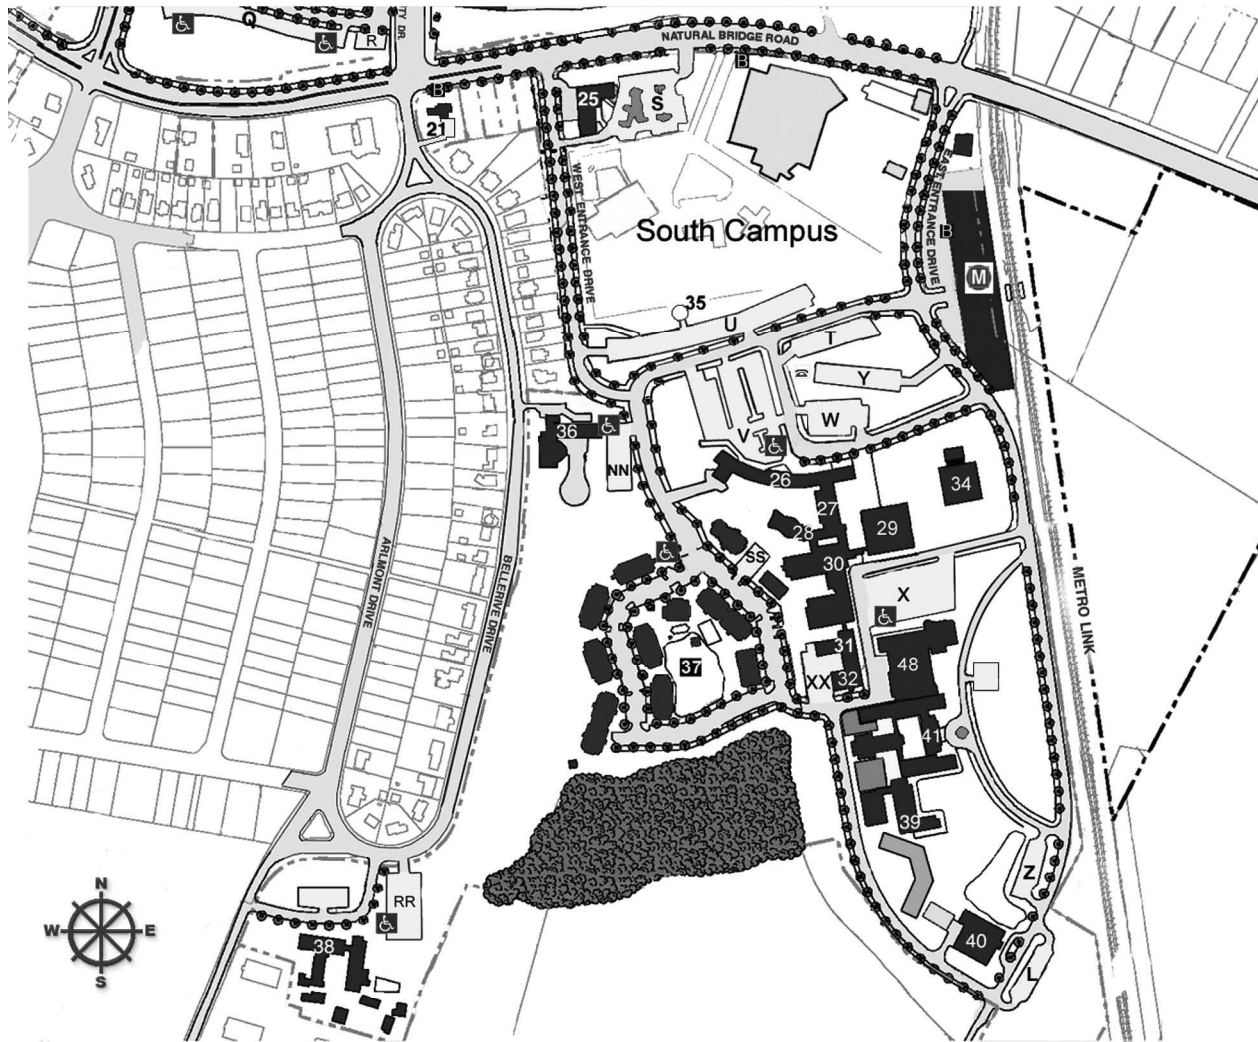 Q
R
TY DR
NATURAL BRIDGE ROAD
B
B
25
S
21
WEST ENTRANCE DRIVE
EAST ENTRANCE DRIVE
South Campus
B
M
35
U
T
Y
W
V
36
NN
26
34
27
28
29
SS
30
ARLMONT DRIVE
BELLERIVE DRIVE
METRO LINK
X
31
37
48
XX
32
41
39
Z
RR
N
W
E
S
38
40
L